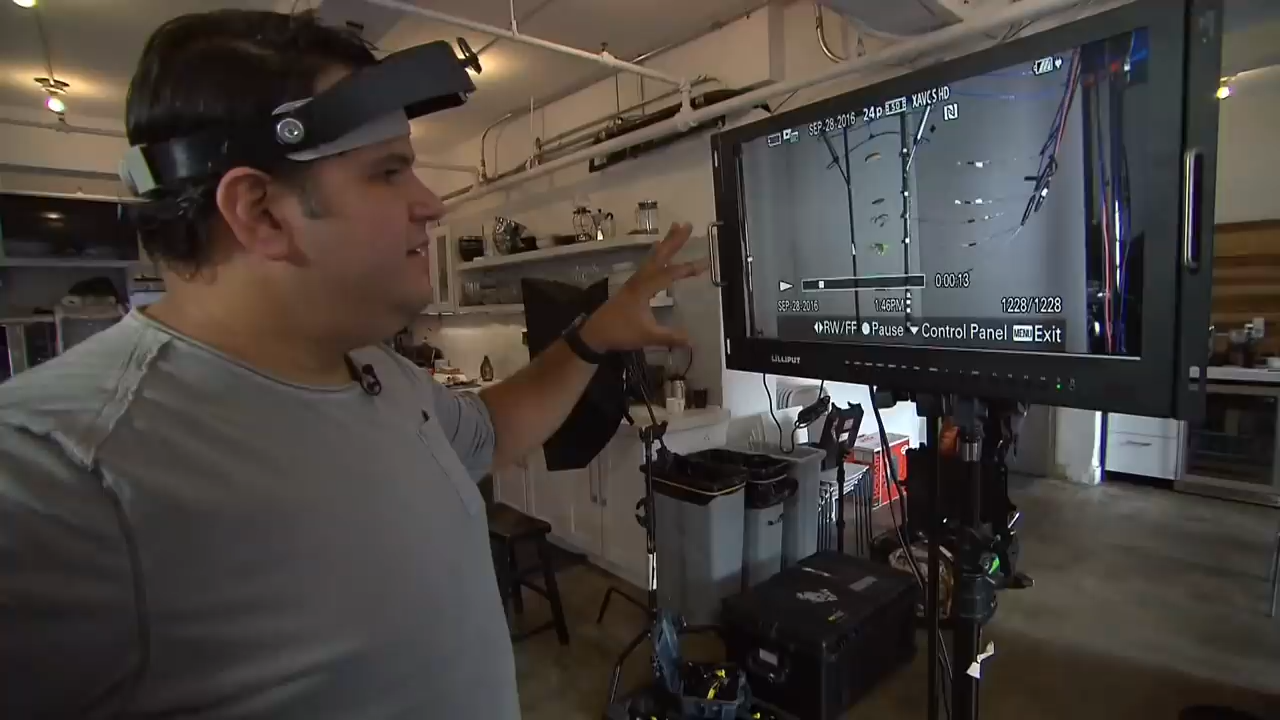 SEP-28-2016 24p 50 XAVC S HD
0:00:13
SEP-28-2016 1:46PM 1228/1228
RW/FF Pause Control Panel MENU Exit
LILLIPUT